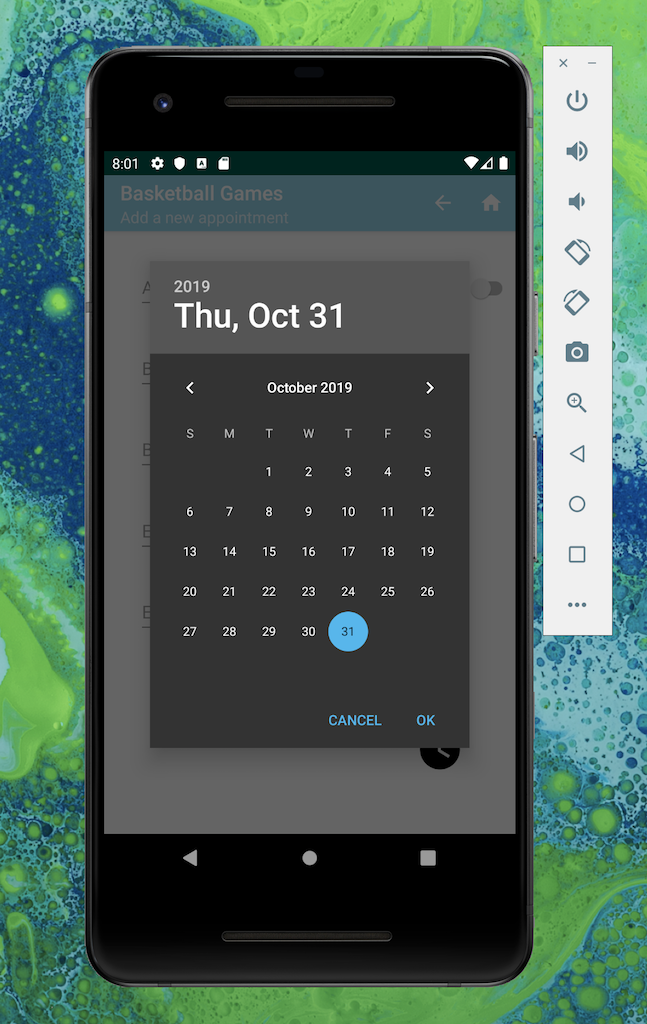 8:01
Basketball Games
Add a new appointment
2019
Thu, Oct 31
October 2019
S M T W T F S
1 2 3 4 5
6 7 8 9 10 11 12
13 14 15 16 17 18 19
20 21 22 23 24 25 26
27 28 29 30 31
CANCEL OK